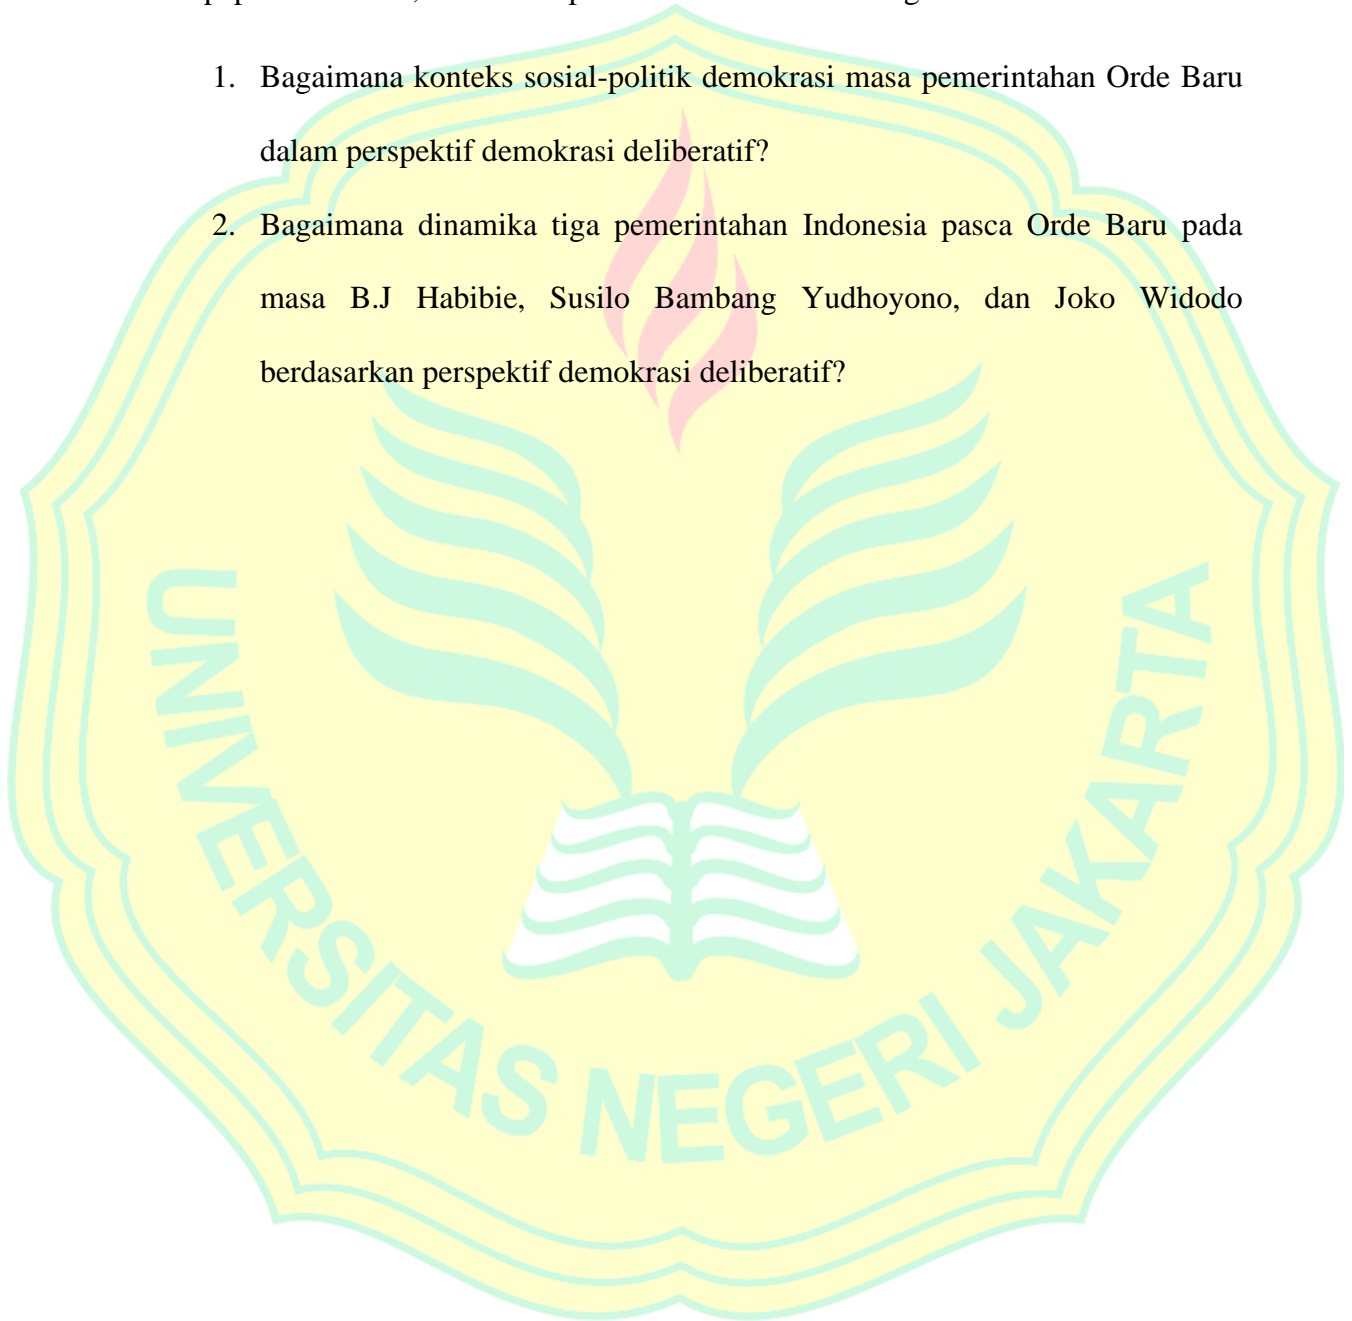 1. Bagaimana konteks sosial-politik demokrasi masa pemerintahan Orde Baru
dalam perspektif demokrasi deliberatif?
2. Bagaimana dinamika tiga pemerintahan Indonesia pasca Orde Baru pada
masa B.J Habibie, Susilo Bambang Yudhoyono, dan Joko Widodo
berdasarkan perspektif demokrasi deliberatif?
UNIVERSITAS NEGERI JAKARTA